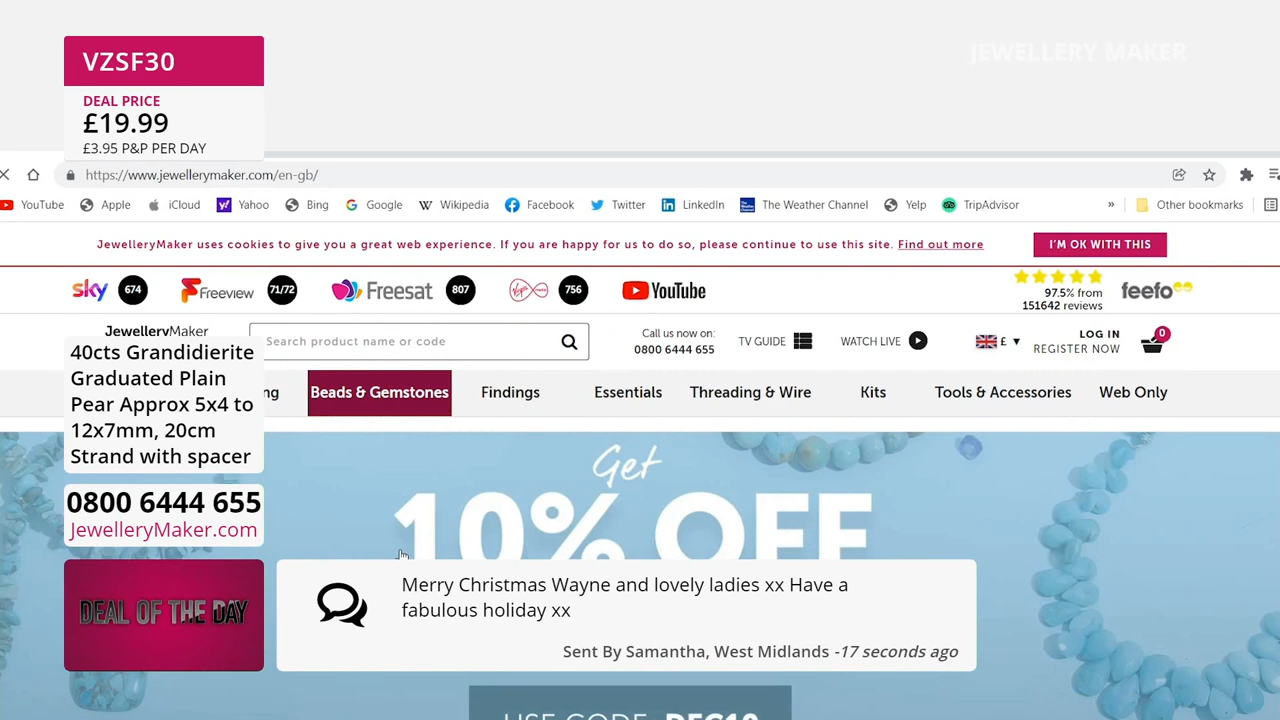 JEWELLERY MAKER
VZSF30
DEAL PRICE
£19.99
£3.95 P&P PER DAY
https://www.jewellerymaker.com/en-gb/
YouTube Apple iCloud Yahoo Bing Google Wikipedia Facebook Twitter LinkedIn The Weather Channel Yelp TripAdvisor » Other bookmarks
JewelleryMaker uses cookies to give you a great web experience. If you are happy for us to do so, please continue to use this site. Find out more I'M OK WITH THIS
sky 674 Freeview 71/72 Freesat 807 Virgin 756 YouTube
97.5% from
151642 reviews
feefo
JewelleryMaker
Search product name or code
Call us now on:
0800 6444 655
TV GUIDE
WATCH LIVE
£ ▼
LOG IN
REGISTER NOW
0
ng Beads & Gemstones Findings Essentials Threading & Wire Kits Tools & Accessories Web Only
40cts Grandidierite
Graduated Plain
Pear Approx 5x4 to
12x7mm, 20cm
Strand with spacer
0800 6444 655
JewelleryMaker.com
DEAL OF THE DAY
Get
10% OFF
Merry Christmas Wayne and lovely ladies xx Have a
fabulous holiday xx
Sent By Samantha, West Midlands -17 seconds ago
USE CODE: DEC10